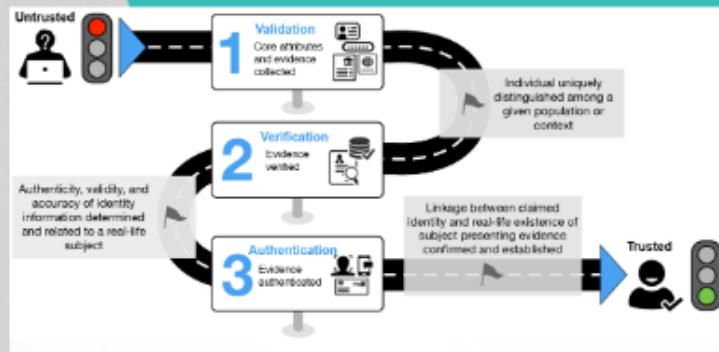 Untrusted
1
Validation
Core attributes
and evidence
collected
Individual uniquely
distinguished among a
given population or
context
2
Verification
Evidence
verified
Authenticity, validity, and
accuracy of identity
information determined
and related to a real-life
subject
3
Authentication
Evidence
authenticated
Linkage between claimed
identity and real-life existence of
subject presenting evidence
confirmed and established
Trusted